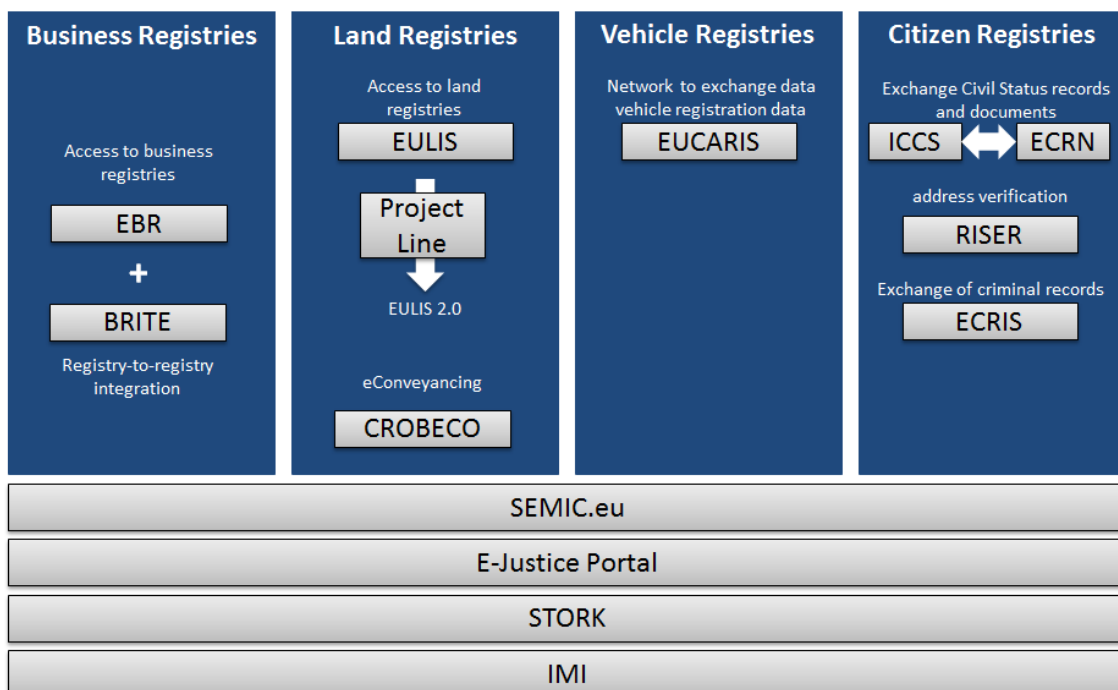 Business Registries
Access to business
registries
EBR
+
BRITE
Registry-to-registry
integration
Land Registries
Access to land
registries
EULIS
Project
Line
EULIS 2.0
eConveyancing
CROBECO
Vehicle Registries
Network to exchange data
vehicle registration data
EUCARIS
Citizen Registries
Exchange Civil Status records
and documents
ICCS
ECRN
address verification
RISER
Exchange of criminal records
ECRIS
SEMIC.eu
E-Justice Portal
STORK
IMI